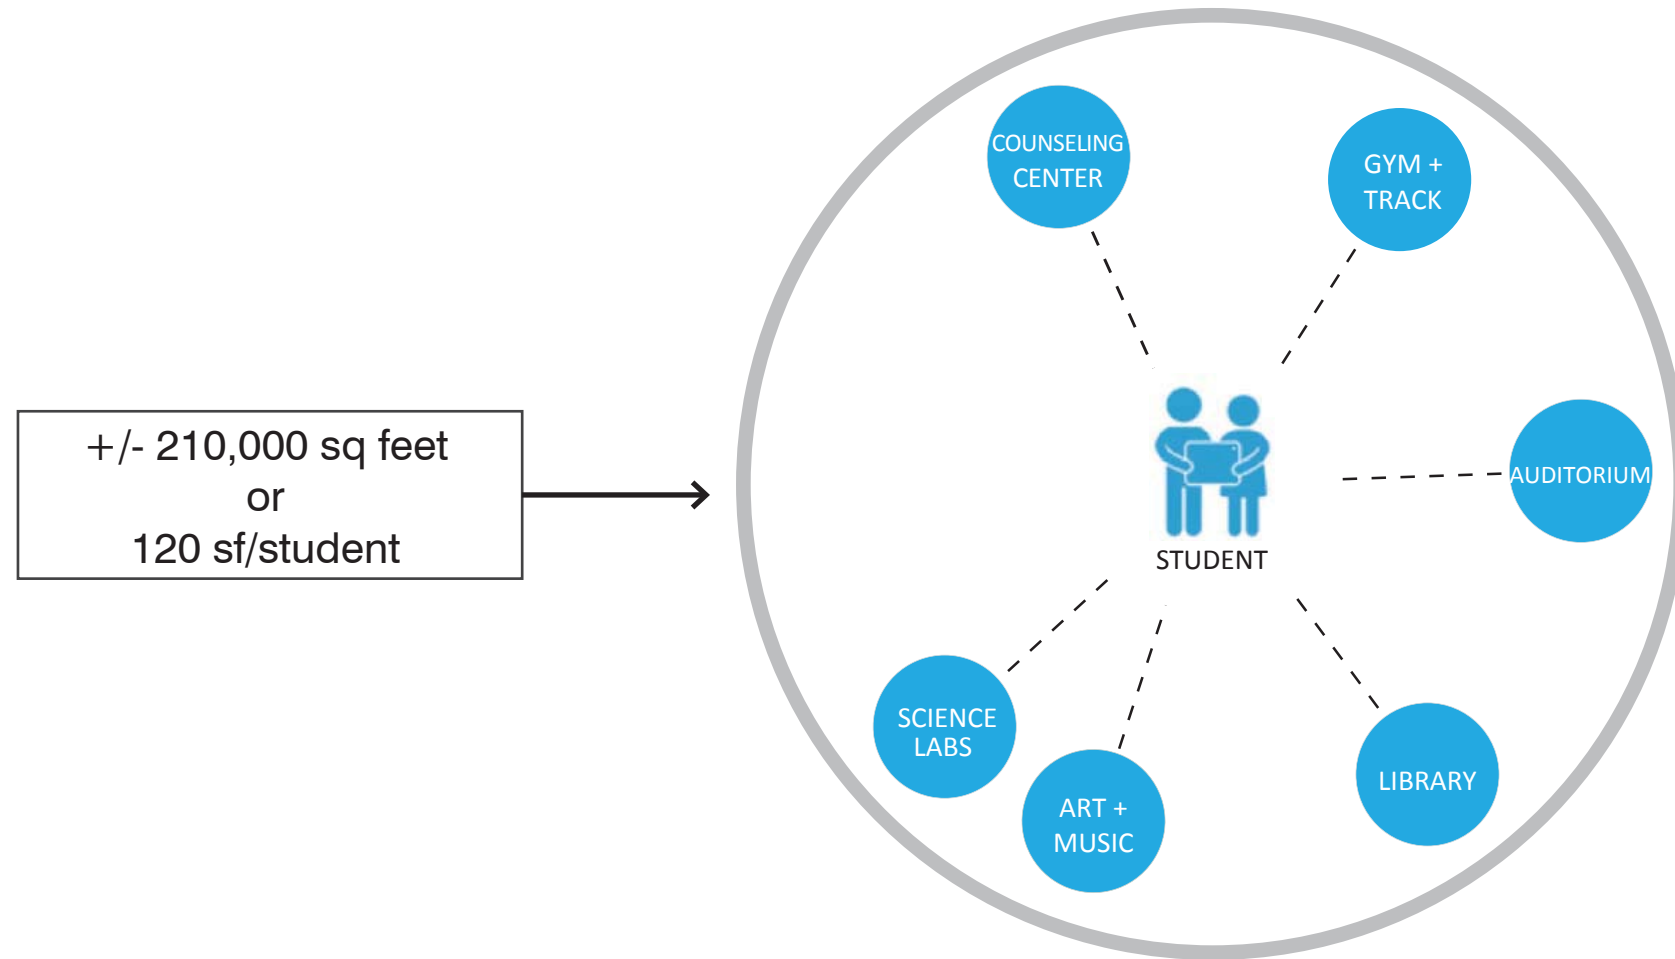 +/- 210,000 sq feet
or
120 sf/student
COUNSELING
CENTER
GYM +
TRACK
AUDITORIUM
STUDENT
SCIENCE
LABS
ART +
MUSIC
LIBRARY